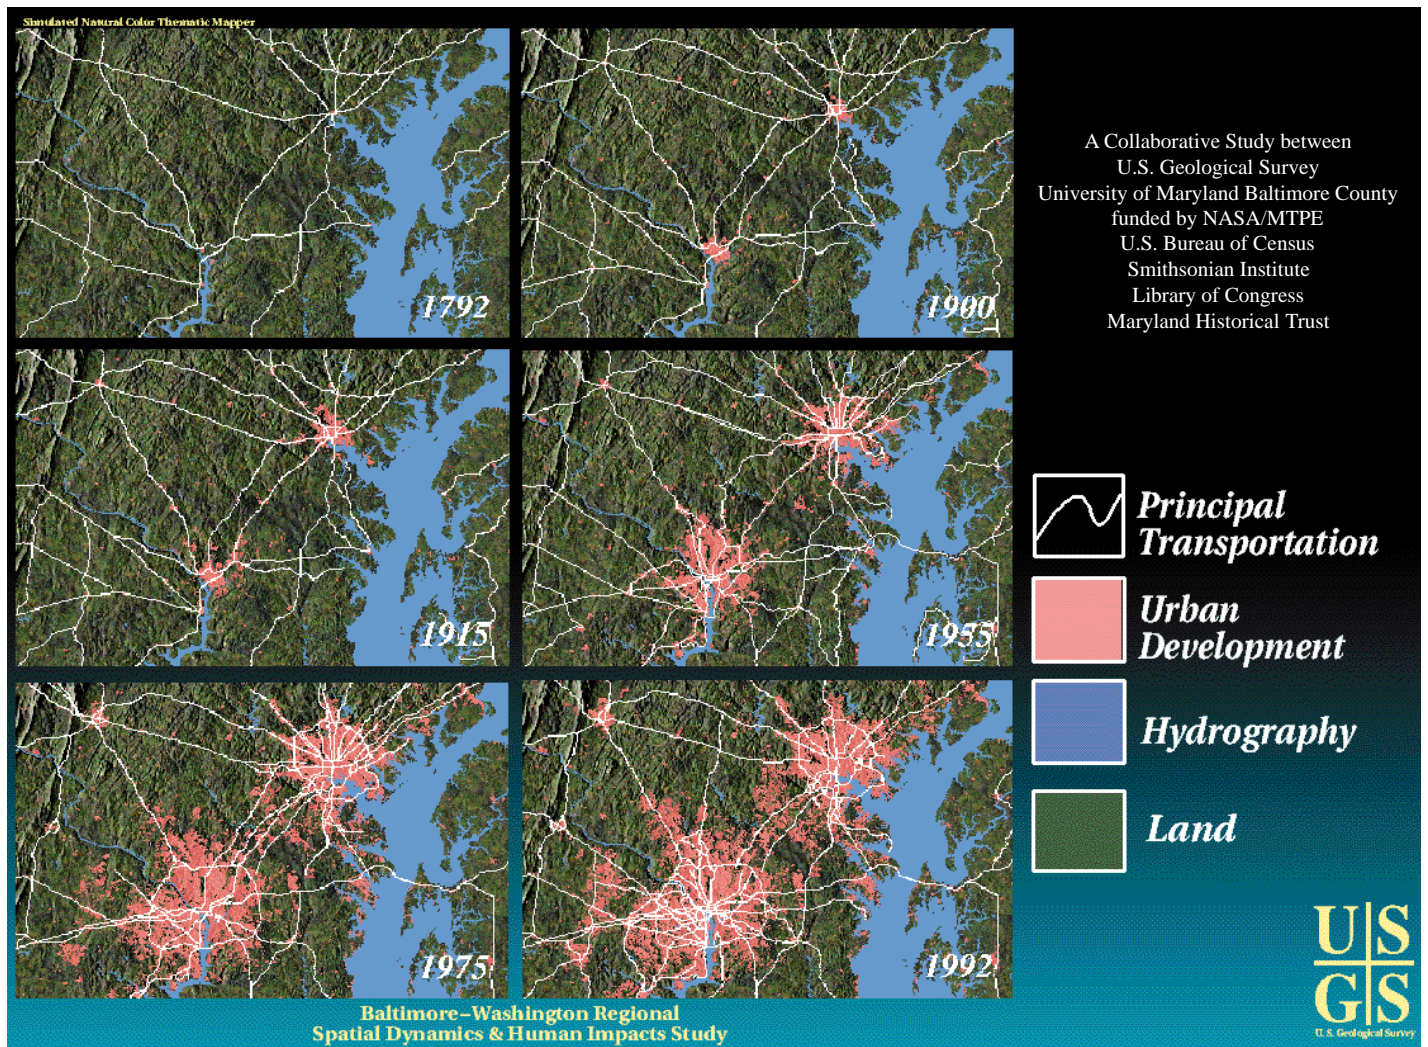 Simulated Natural Color Thematic Mapper
1792
1900
1915
1955
1975
1992
A Collaborative Study between
U.S. Geological Survey
University of Maryland Baltimore County
funded by NASA/MTPE
U.S. Bureau of Census
Smithsonian Institute
Library of Congress
Maryland Historical Trust
Principal
Transportation
Urban
Development
Hydrography
Land
US
GS
U. S. Geological Survey
Baltimore-Washington Regional
Spatial Dynamics & Human Impacts Study